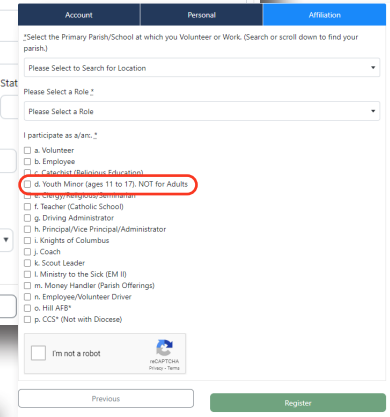 Account Personal Affiliation
*Select the Primary Parish/School at which you Volunteer or Work. (Search or scroll down to find your
parish.)
Please Select to Search for Location
Stat
Please Select a Role *
Please Select a Role
I participate as a/an:. *
a. Volunteer
b. Employee
c. Catechist (Religious Education)
d. Youth Minor (ages 11 to 17). NOT for Adults
e. Clergy/Religious/Seminarian
f. Teacher (Catholic School)
g. Driving Administrator
h. Principal/Vice Principal/Administrator
i. Knights of Columbus
j. Coach
k. Scout Leader
l. Ministry to the Sick (EM II)
m. Money Handler (Parish Offerings)
n. Employee/Volunteer Driver
o. Hill AFB*
p. CCS* (Not with Diocese)
I'm not a robot
reCAPTCHA
Privacy - Terms
Previous Register